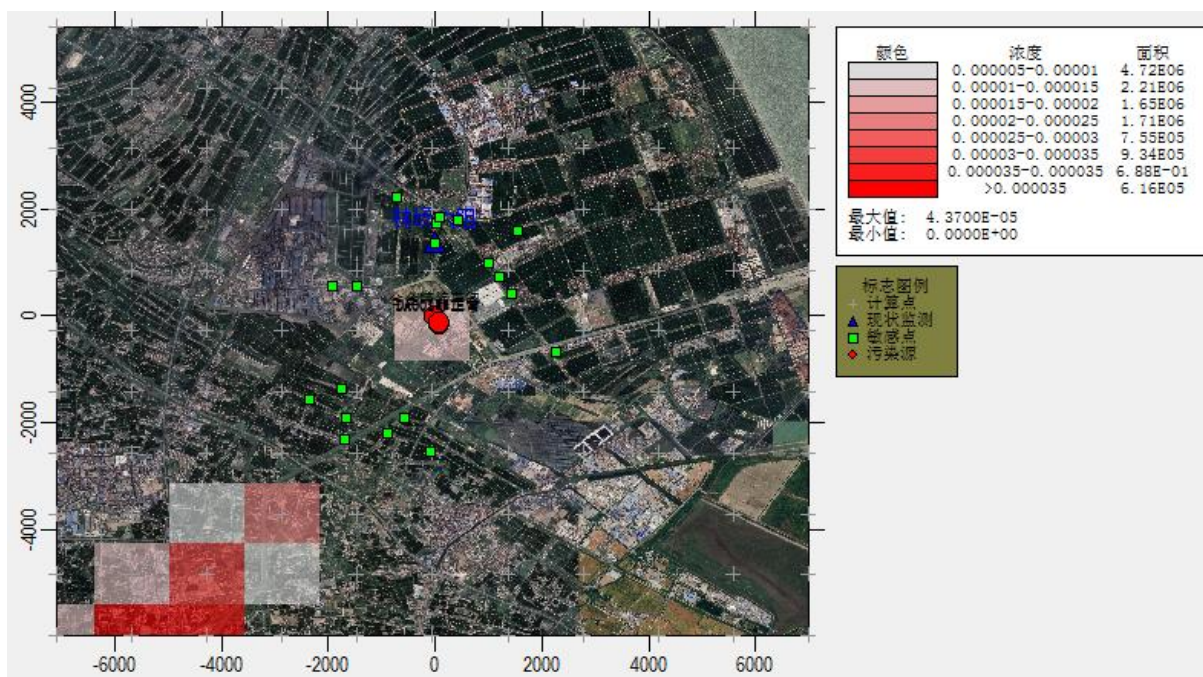 颜色 浓度 面积
0.000005-0.00001 4.72E06
0.00001-0.000015 2.21E06
0.000015-0.00002 1.65E06
0.00002-0.000025 1.71E06
0.000025-0.00003 7.55E05
0.00003-0.000035 9.34E05
0.000035-0.000035 6.88E-01
>0.000035 6.16E05
最大值: 4.3700E-05
最小值: 0.0000E+00
标志图例
计算点
现状监测
敏感点
污染源
4000
2000
0
-2000
-4000
-6000 -4000 -2000 0 2000 4000 6000